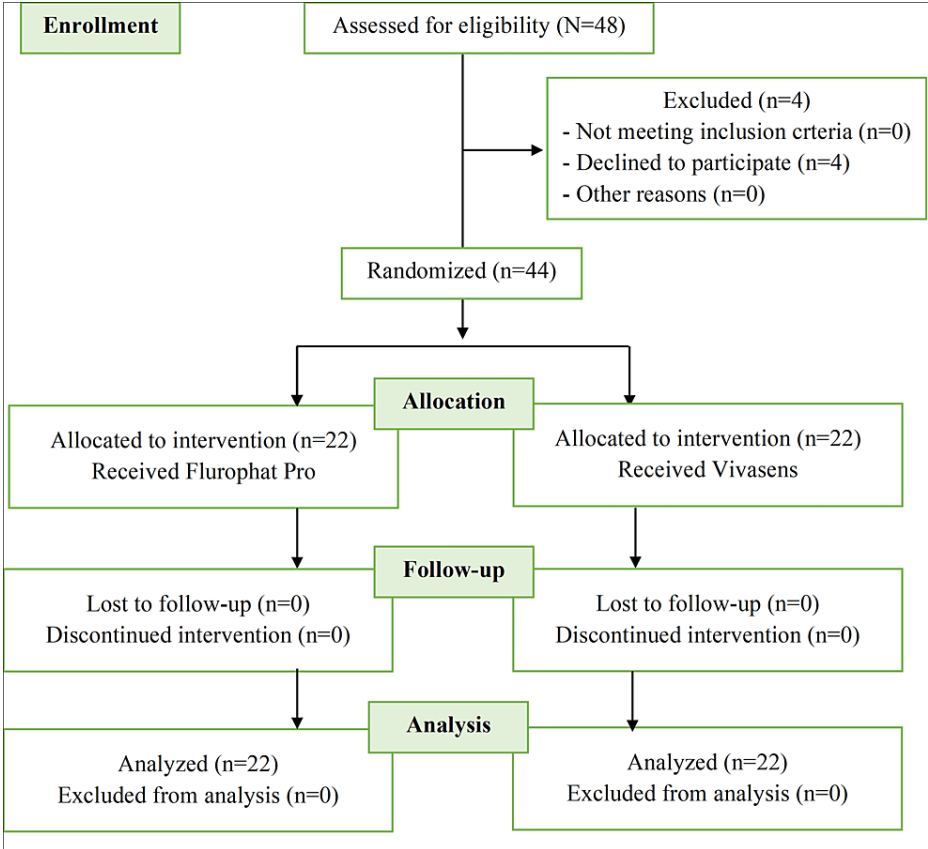 Enrollment
Assessed for eligibility (N=48)
Excluded (n=4)
- Not meeting inclusion crteria (n=0)
- Declined to participate (n=4)
- Other reasons (n=0)
Randomized (n=44)
Allocation
Allocated to intervention (n=22)
Received Flurophat Pro
Allocated to intervention (n=22)
Received Vivasens
Follow-up
Lost to follow-up (n=0)
Discontinued intervention (n=0)
Lost to follow-up (n=0)
Discontinued intervention (n=0)
Analysis
Analyzed (n=22)
Excluded from analysis (n=0)
Analyzed (n=22)
Excluded from analysis (n=0)